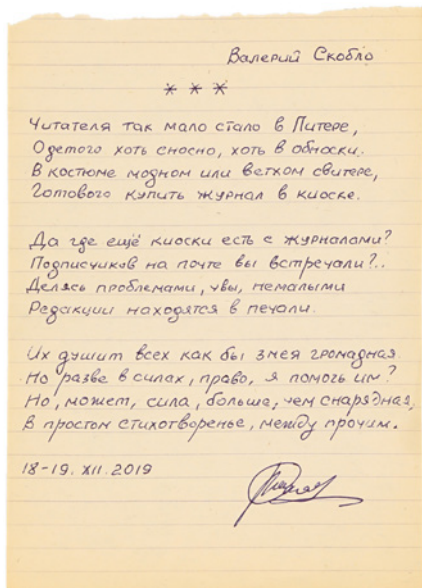 Валерий Скобло
* * *
Читателя так мало стало в Питере,
Одетого хоть сносно, хоть в обноски.
В костюме модном или ветхом свитере,
Готового купить журнал в киоске.
Да где ещё киоски есть с журналами?
Подписчиков на почте вы встречали?..
Делясь проблемами, увы, немалыми
Редакции находятся в печали.
Их душит всех как бы змея громадная.
Но разве в силах, право, я помочь им?
Но, может, сила, больше, чем снарядная,
В простом стихотворенье, между прочим.
18-19. XII. 2019